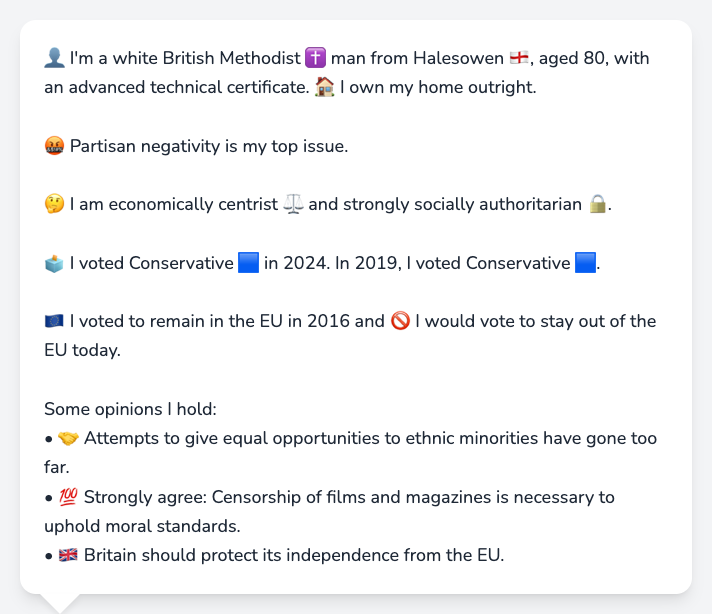 👤 I'm a white British Methodist ✝️ man from Halesowen 🏴󠁧󠁢󠁥󠁮󠁧󠁿, aged 80, with
an advanced technical certificate. 🏠 I own my home outright.
🤬 Partisan negativity is my top issue.
🤔 I am economically centrist ⚖️ and strongly socially authoritarian 🔒.
🗳️ I voted Conservative 🟦 in 2024. In 2019, I voted Conservative 🟦.
🇪🇺 I voted to remain in the EU in 2016 and 🚫 I would vote to stay out of the
EU today.
Some opinions I hold:
• 🤝 Attempts to give equal opportunities to ethnic minorities have gone too
far.
• 💯 Strongly agree: Censorship of films and magazines is necessary to
uphold moral standards.
• 🇬🇧 Britain should protect its independence from the EU.